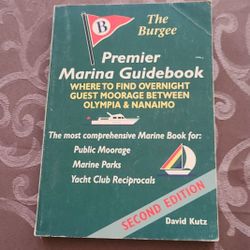 B
The
Burgee
Premier
Marina Guidebook
WHERE TO FIND OVERNIGHT
GUEST MOORAGE BETWEEN
OLYMPIA & NANAIMO
The most comprehensive Marine Book for:
Public Moorage
Marine Parks
Yacht Club Reciprocals
SECOND EDITION
David Kutz